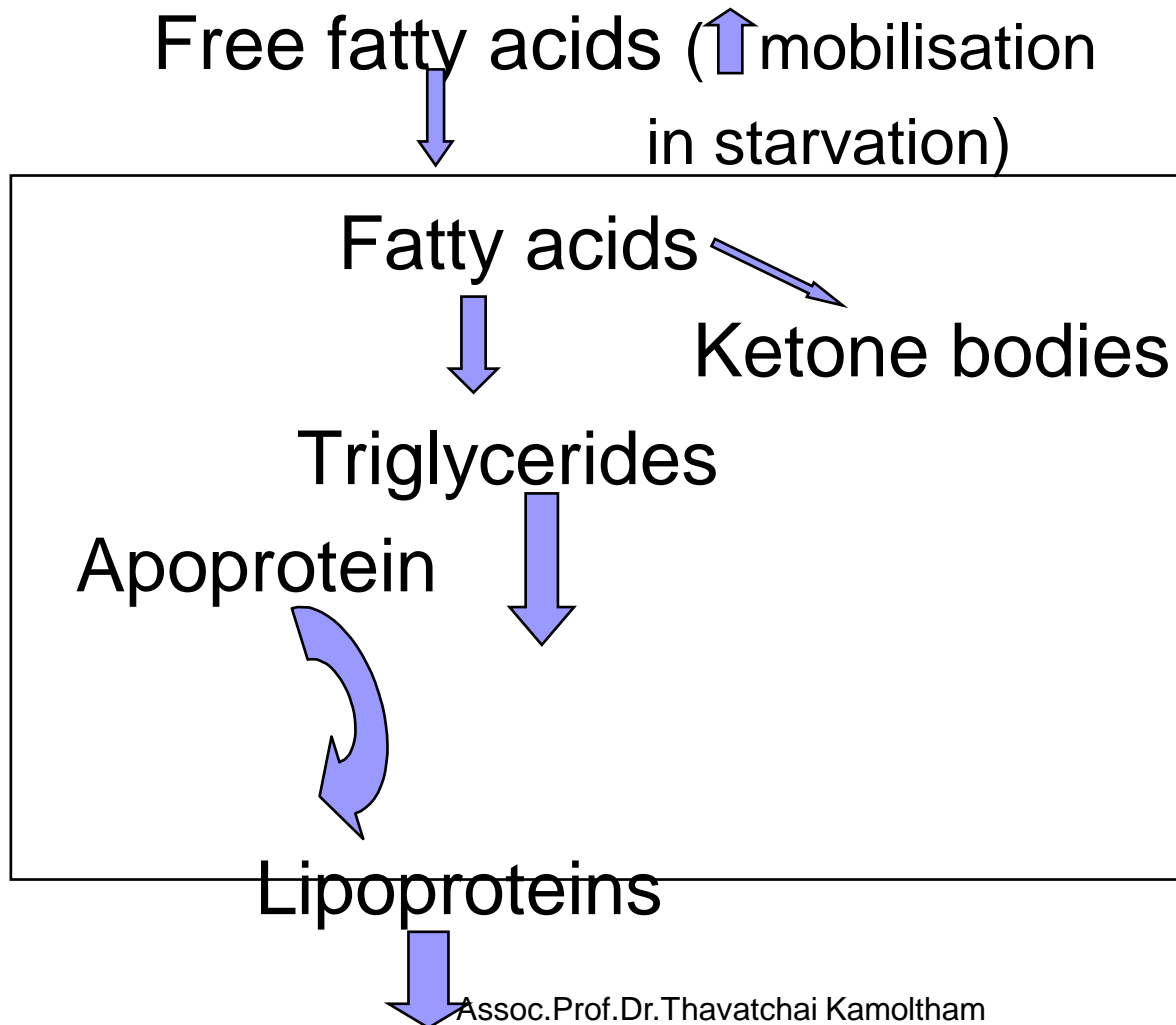 Free fatty acids (mobilisation
in starvation)
Fatty acids
Ketone bodies
Triglycerides
Apoprotein
Lipoproteins
Assoc.Prof.Dr.Thavatchai Kamoltham